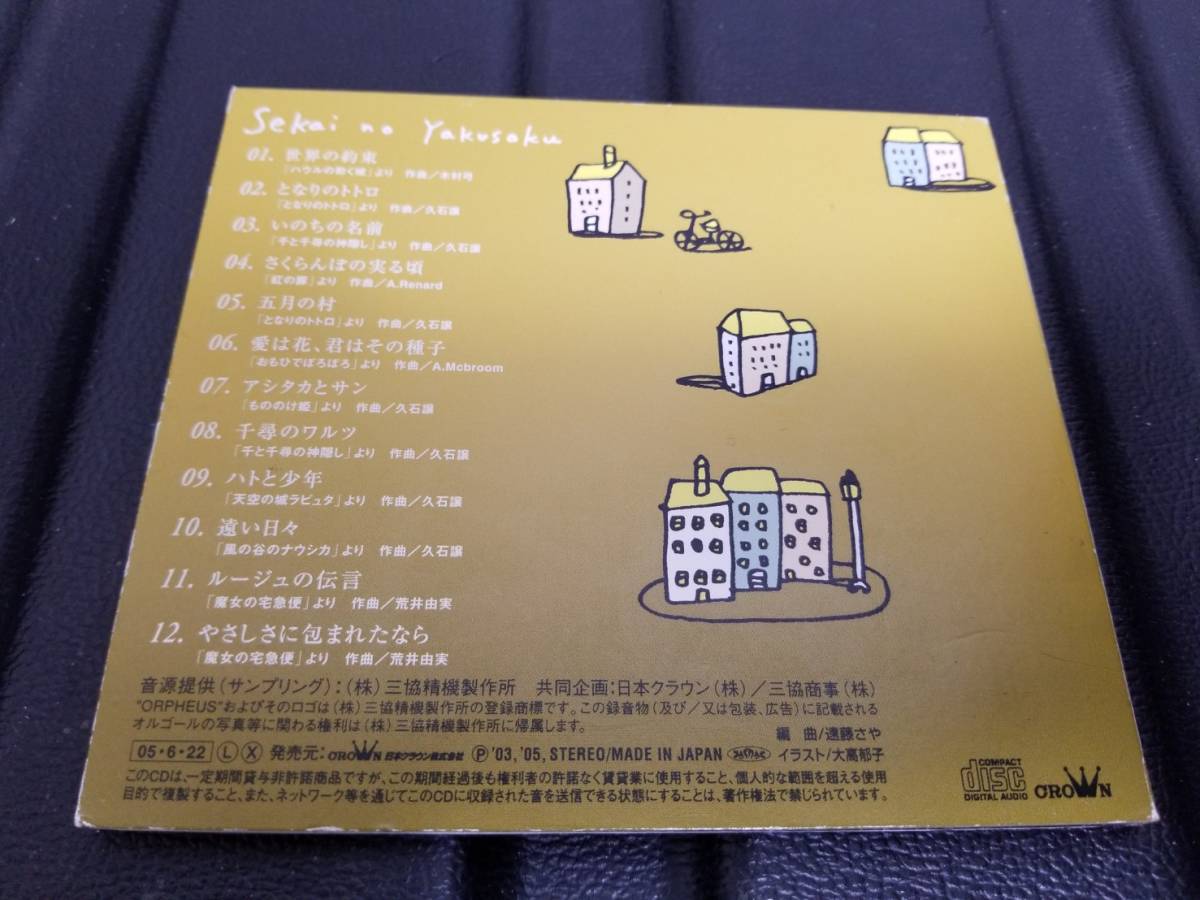 Sekai no Yakusoku
01. 世界の約束
「ハウルの動く城」より 作曲/木村弓
02. となりのトトロ
「となりのトトロ」より 作曲/久石譲
03. いのちの名前
「千と千尋の神隠し」より 作曲/久石譲
04. さくらんぼの実る頃
「紅の豚」より 作曲/A.Renard
05. 五月の村
「となりのトトロ」より 作曲/久石譲
06. 愛は花、君はその種子
「おもひでぽろぽろ」より 作曲/A.Mcbroom
07. アシタカとサン
「もののけ姫」より 作曲/久石譲
08. 千尋のワルツ
「千と千尋の神隠し」より 作曲/久石譲
09. ハトと少年
「天空の城ラピュタ」より 作曲/久石譲
10. 遠い日々
「風の谷のナウシカ」より 作曲/久石譲
11. ルージュの伝言
「魔女の宅急便」より 作曲/荒井由実
12. やさしさに包まれたなら
「魔女の宅急便」より 作曲/荒井由実
音源提供(サンプリング):(株)三協精機製作所 共同企画:日本クラウン(株)/三協商事(株)
"ORPHEUS"およびそのロゴは(株)三協精機製作所の登録商標です。この録音物(及び/又は包装、広告)に記載される
オルゴールの写真等に関わる権利は(株)三協精機製作所に帰属します。
編 曲/遠藤さや
05・6・22 L X 発売元: CROWN 日本クラウン株式会社 P'03,'05, STEREO/MADE IN JAPAN イラスト/大高郁子
このCDは、一定期間貸与非許諾商品ですが、この期間経過後も権利者の許諾なく賃貸業に使用すること、個人的な範囲を超える使用
目的で複製すること、また、ネットワーク等を通じてこのCDに収録された音を送信できる状態にすることは、著作権法で禁じられています。
COMPACT
disc
DIGITAL AUDIO
CROWN